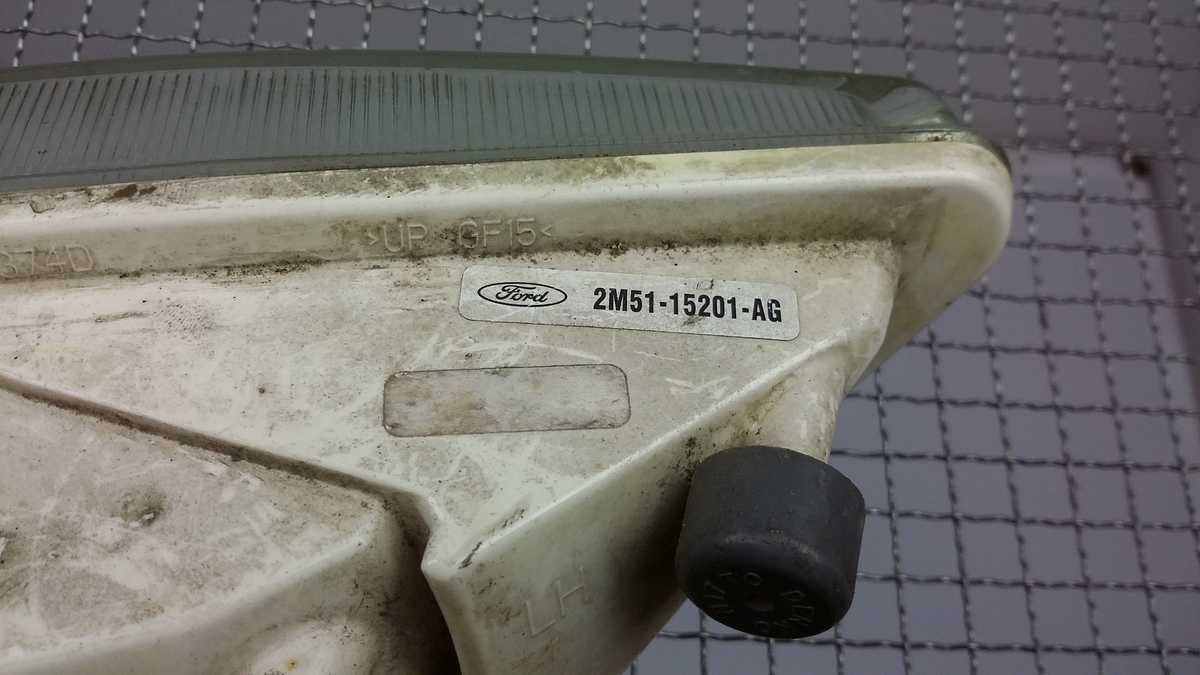 374D
>UP GF15<
Ford 2M51-15201-AG
LH